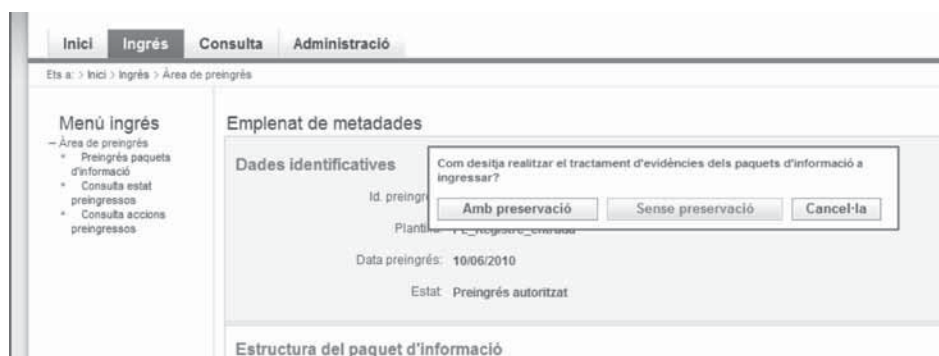 Inici Ingrés Consulta Administració
Ets a: > Inici > Ingrés > Àrea de preingrés
Menú ingrés
Àrea de preingrés
Preingrés paquets
d'informació
Consulta estat
preingressos
Consulta accions
preingressos
Emplenat de metadades
Dades identificatives
Com desitja realitzar el tractament d'evidències dels paquets d'informació a
ingressar?
Amb preservació Sense preservació Cancel·la
Id. preingr
Data preingrés: 10/06/2010
Estat: Preingrés autoritzat
Estructura del paquet d'informació